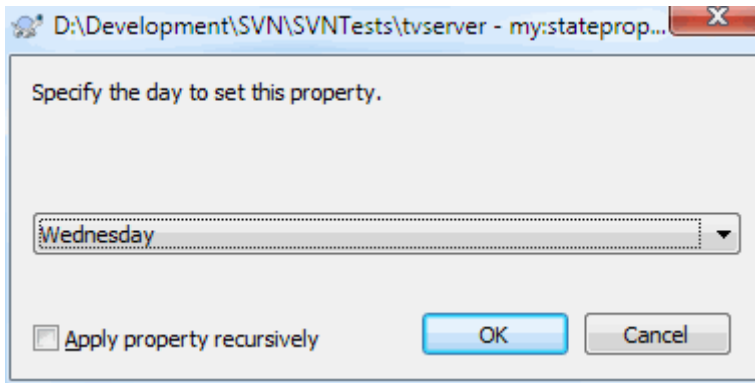 D:\Development\SVN\SVNTests\tvserver - my:stateprop...
Specify the day to set this property.
Wednesday
Apply property recursively
OK
Cancel